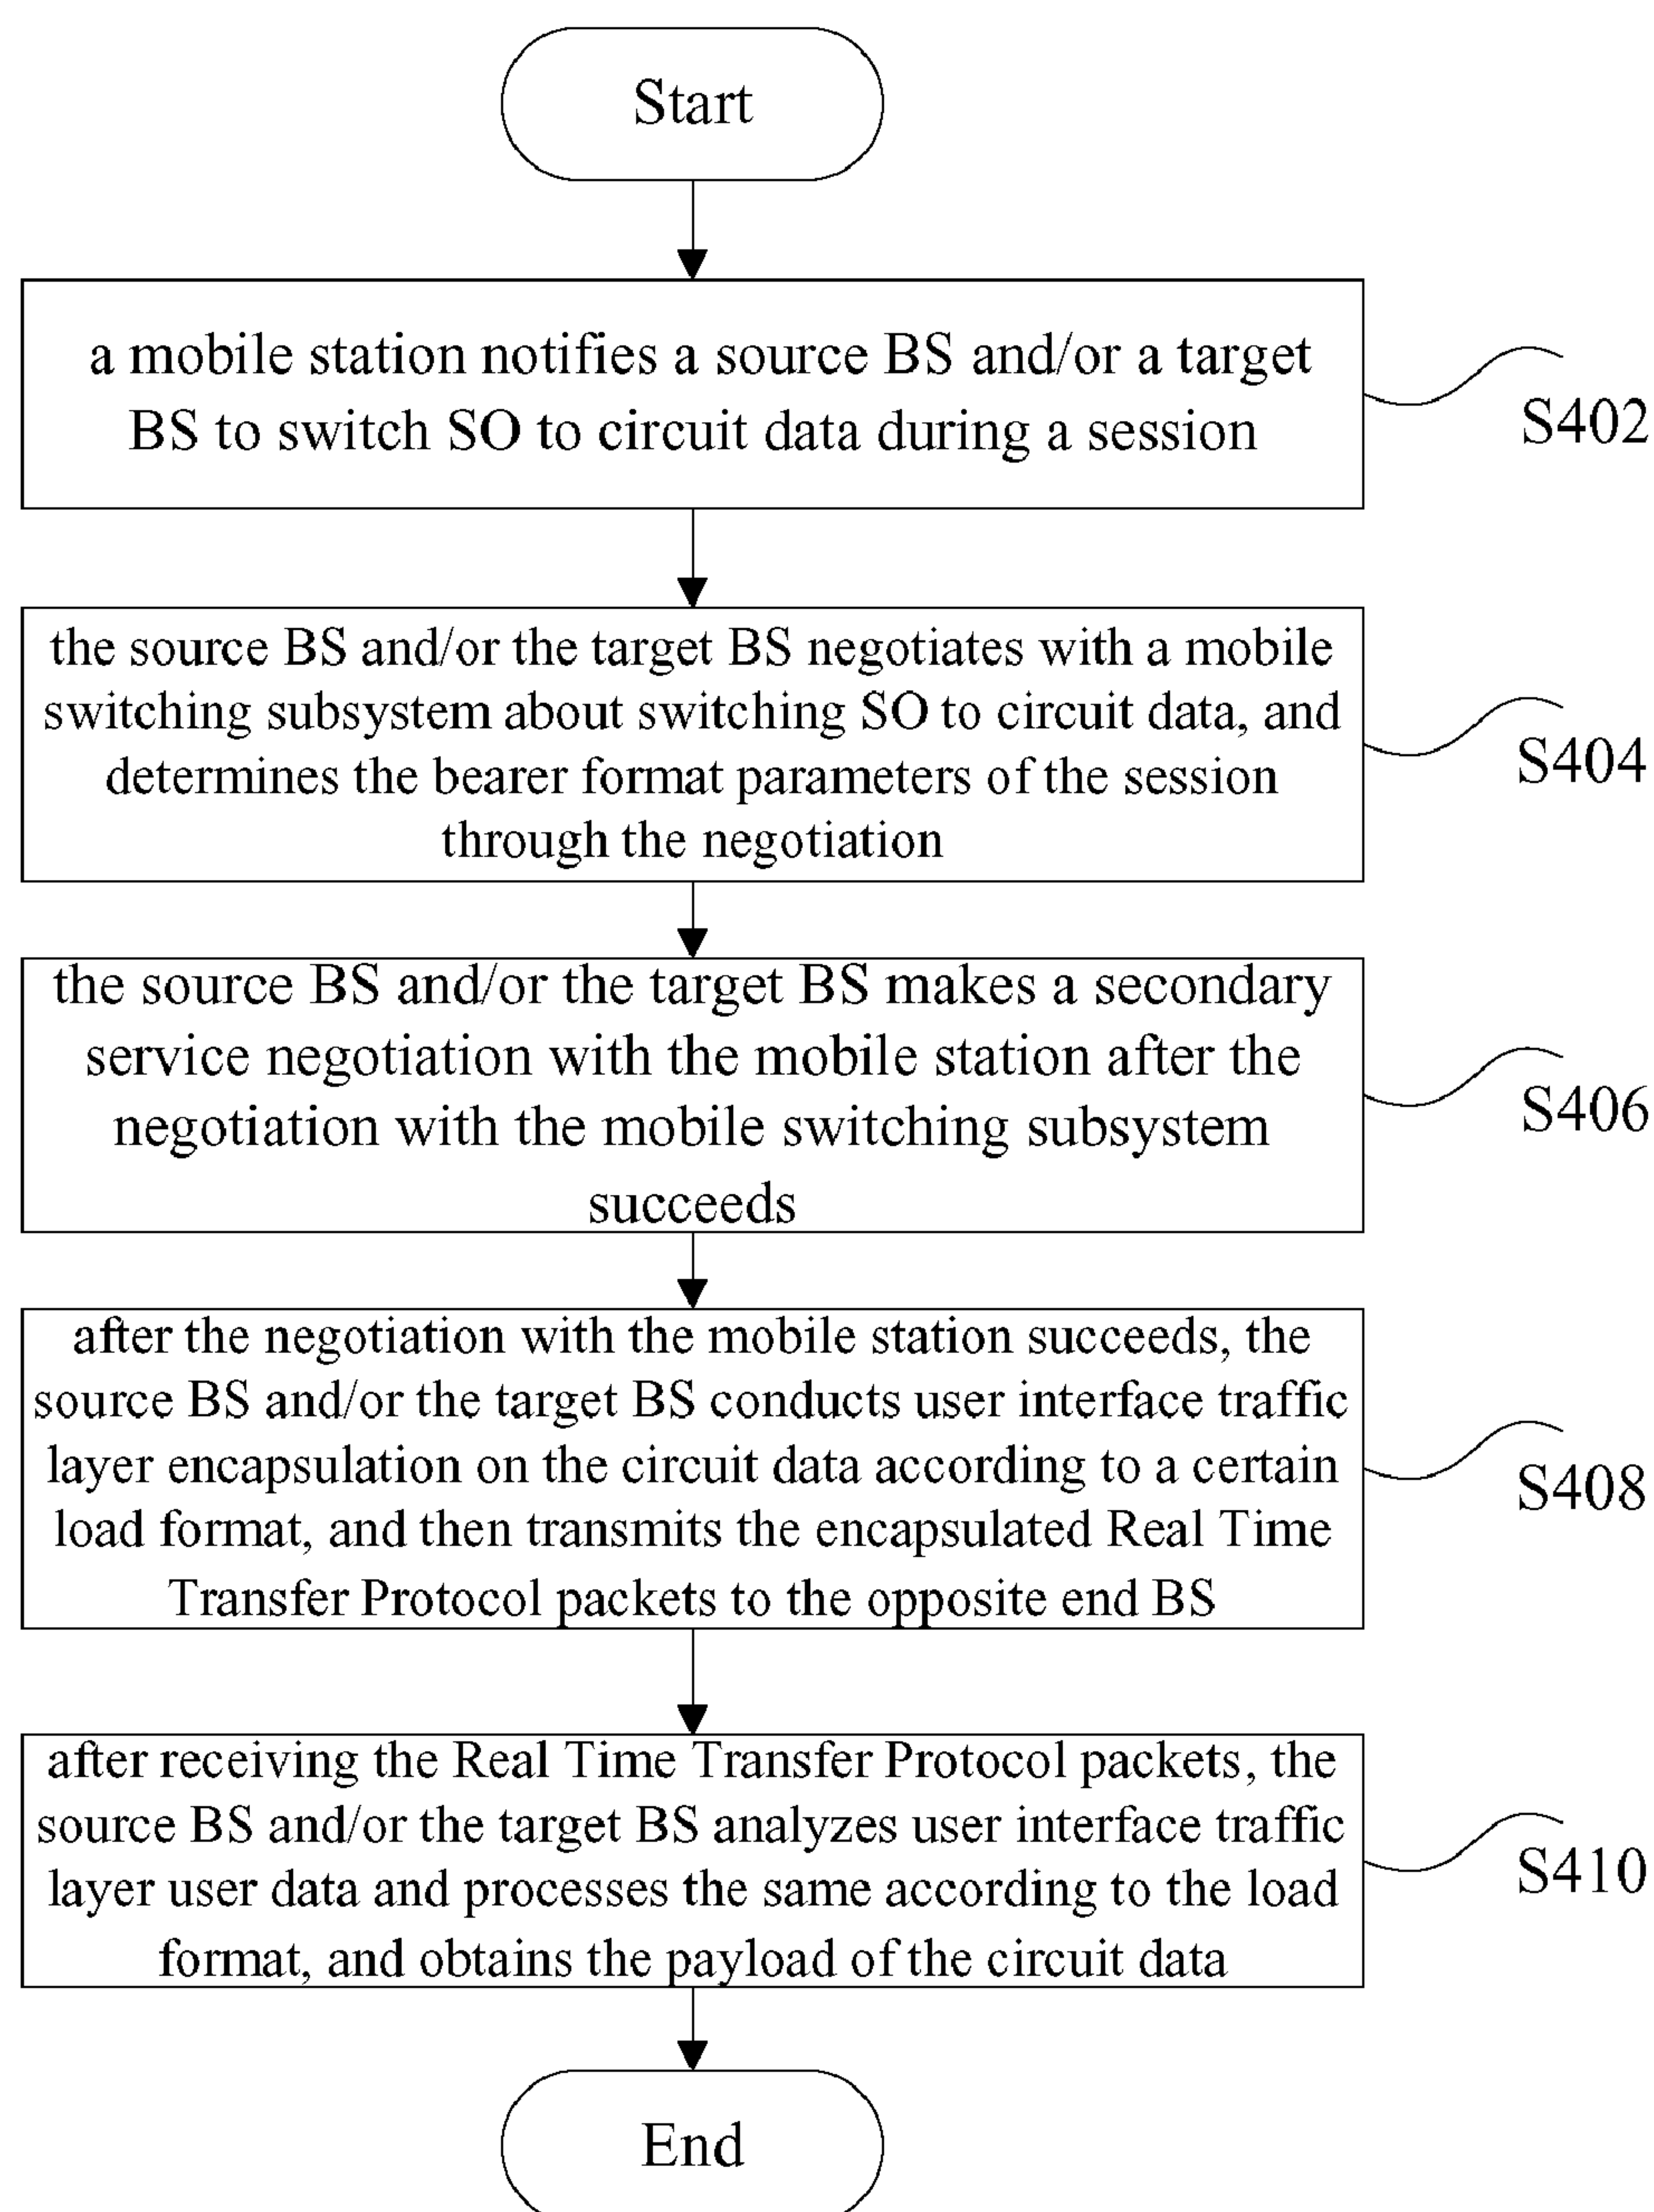 Start
a mobile station notifies a source BS and/or a target
BS to switch SO to circuit data during a session
S402
the source BS and/or the target BS negotiates with a mobile
switching subsystem about switching SO to circuit data, and
determines the bearer format parameters of the session
through the negotiation
S404
the source BS and/or the target BS makes a secondary
service negotiation with the mobile station after the
negotiation with the mobile switching subsystem
succeeds
S406
after the negotiation with the mobile station succeeds, the
source BS and/or the target BS conducts user interface traffic
layer encapsulation on the circuit data according to a certain
load format, and then transmits the encapsulated Real Time
Transfer Protocol packets to the opposite end BS
S408
after receiving the Real Time Transfer Protocol packets, the
source BS and/or the target BS analyzes user interface traffic
layer user data and processes the same according to the load
format, and obtains the payload of the circuit data
S410
End